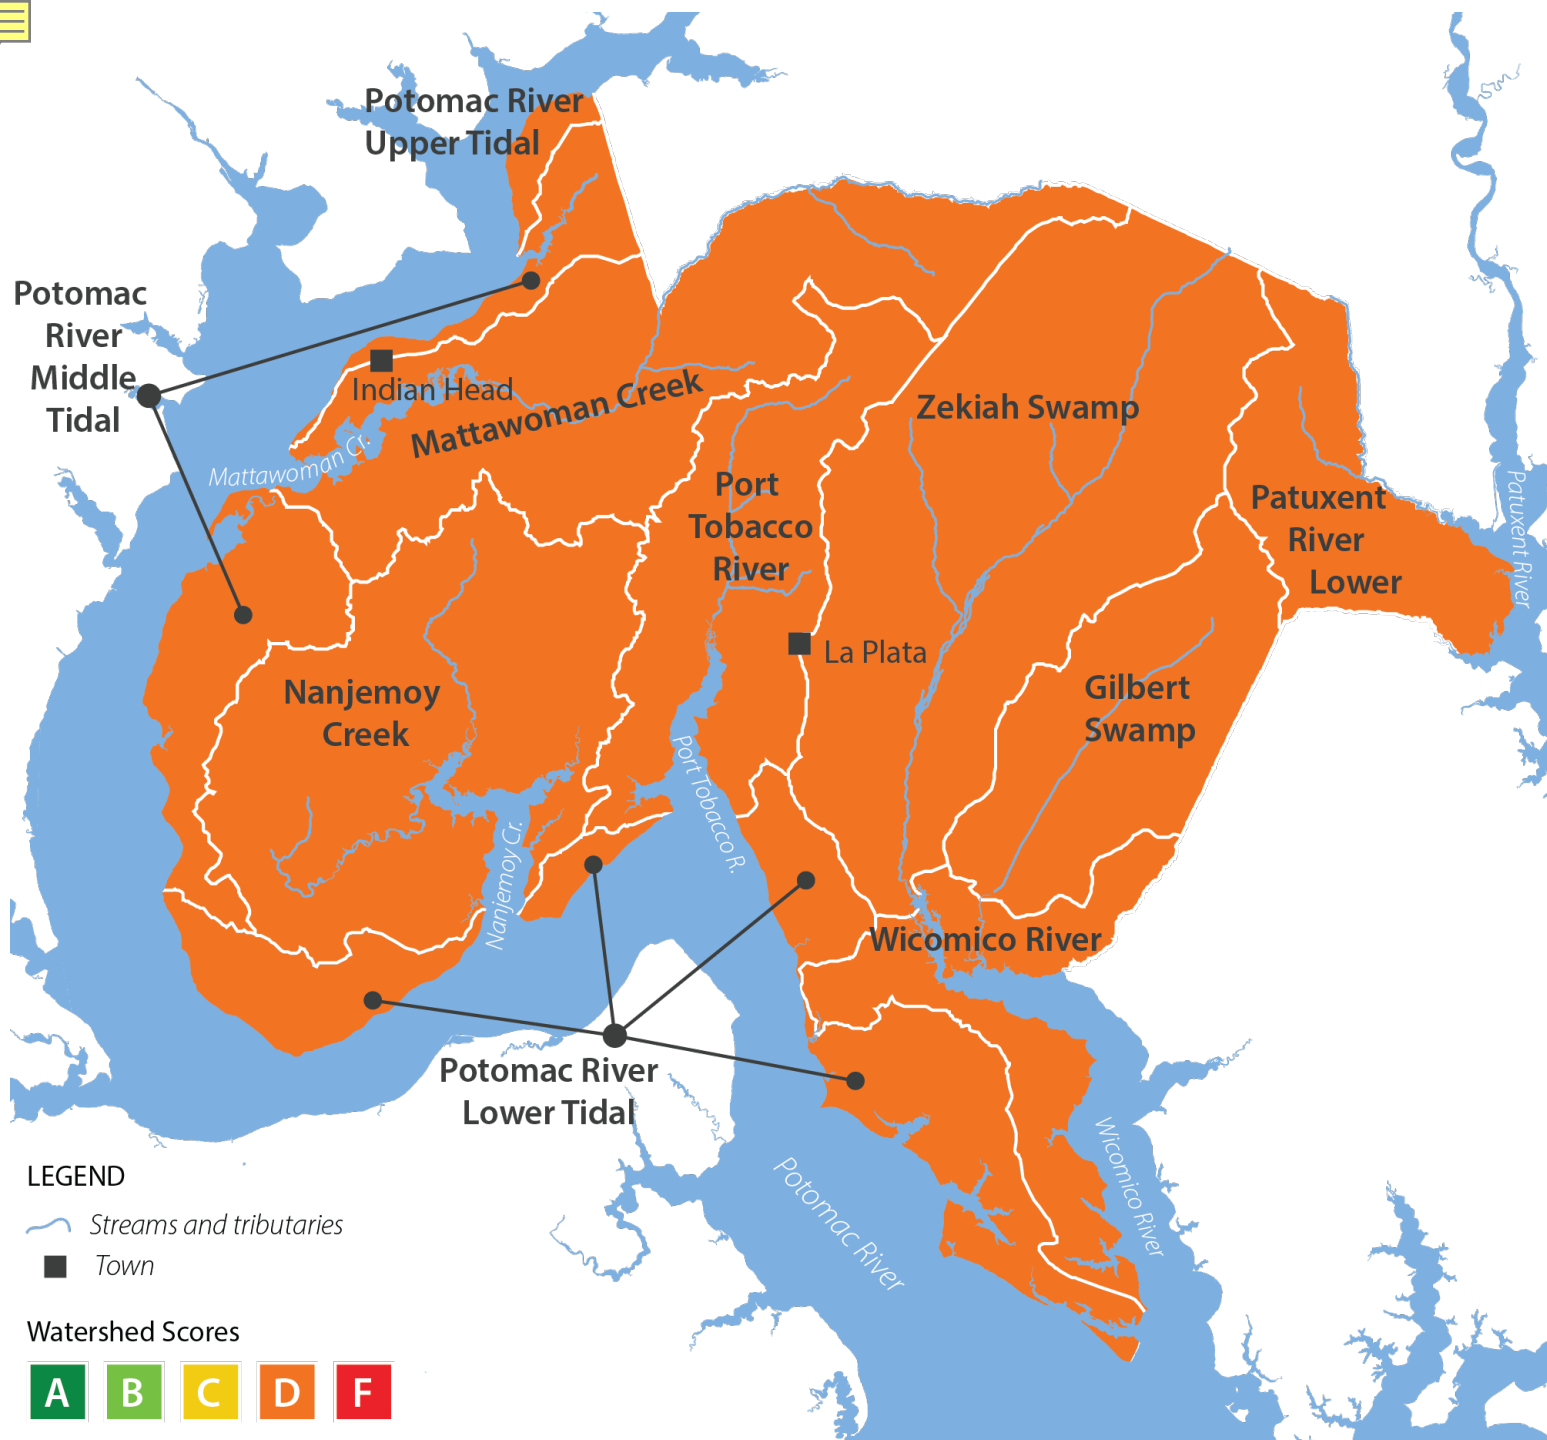 Potomac River
Upper Tidal
Potomac
River
Middle
Tidal
Indian Head
Mattawoman Creek
Mattawoman Cr.
Zekiah Swamp
Port
Tobacco
River
Patuxent
River
Lower
Patuxent River
La Plata
Nanjemoy
Creek
Gilbert
Swamp
Port Tobacco R.
Nanjemoy Cr.
Wicomico River
Potomac River
Lower Tidal
Wicomico River
Potomac River
LEGEND
Streams and tributaries
Town
Watershed Scores
A B C D F